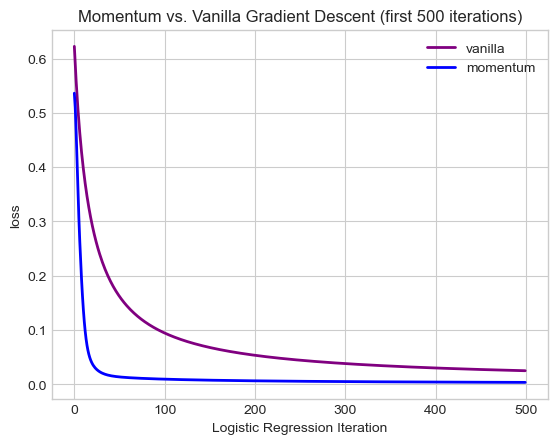 Momentum vs. Vanilla Gradient Descent (first 500 iterations)
vanilla
momentum
0.6
0.5
0.4
0.3
0.2
0.1
0.0
loss
0
100
200
300
400
500
Logistic Regression Iteration